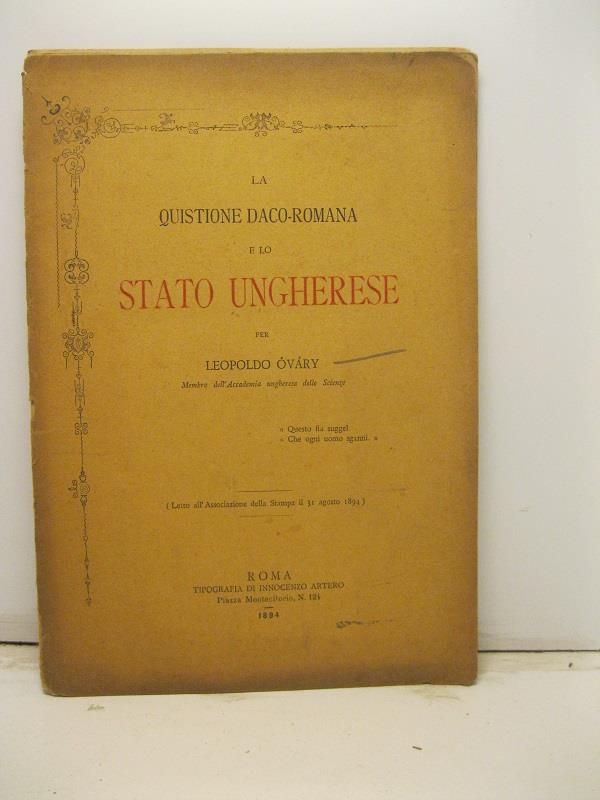 LA
QUISTIONE DACO-ROMANA
E LO
STATO UNGHERESE
PER
LEOPOLDO ÓVÁRY
Membro dell'Accademia ungherese delle Scienze
« Questo fia suggel
« Che ogni uomo sganni. »
( Letto all'Associazione della Stampa il 31 agosto 1894 )
ROMA
TIPOGRAFIA DI INNOCENZO ARTERO
Piazza Montecitorio, N. 124
1894